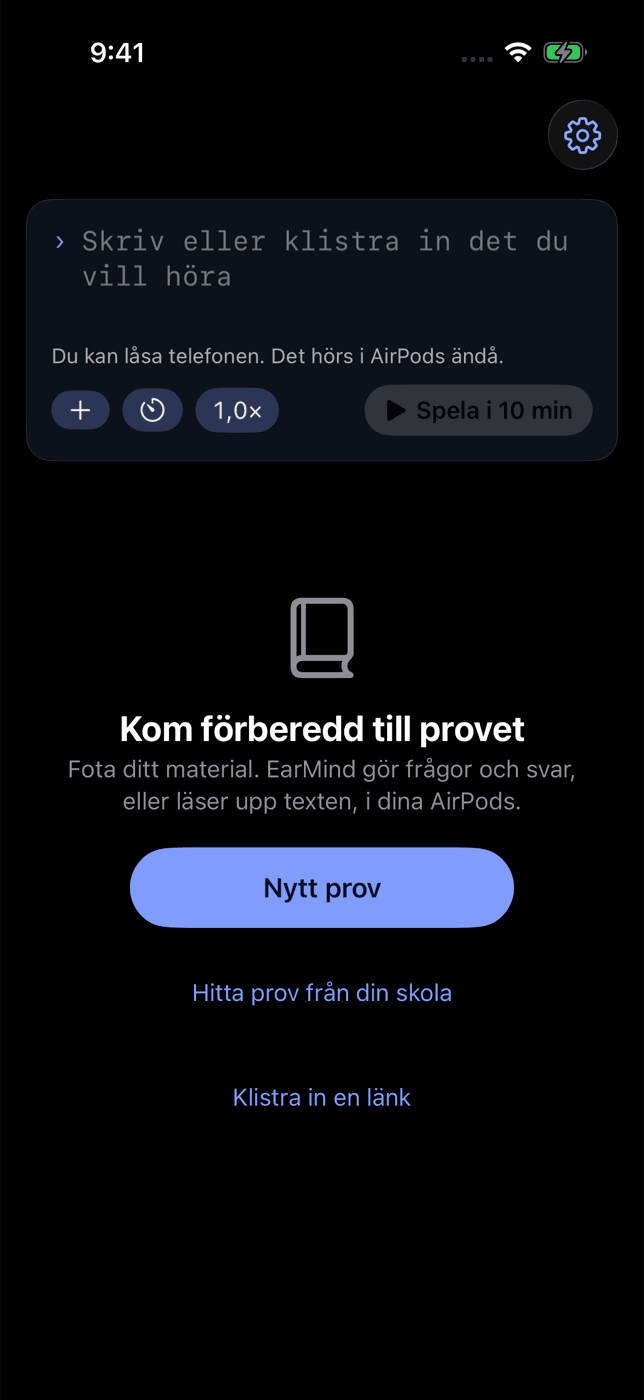 9:41
› Skriv eller klistra in det du
vill höra
Du kan låsa telefonen. Det hörs i AirPods ändå.
1,0×
Spela i 10 min
Kom förberedd till provet
Fota ditt material. EarMind gör frågor och svar,
eller läser upp texten, i dina AirPods.
Nytt prov
Hitta prov från din skola
Klistra in en länk